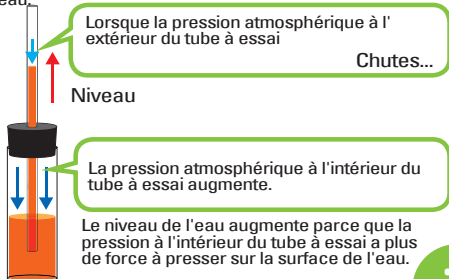 eau.
Lorsque la pression atmosphérique à l'
extérieur du tube à essai
Chutes...
Niveau
La pression atmosphérique à l'intérieur du
tube à essai augmente.
Le niveau de l'eau augmente parce que la
pression à l'intérieur du tube à essai a plus
de force à presser sur la surface de l'eau.